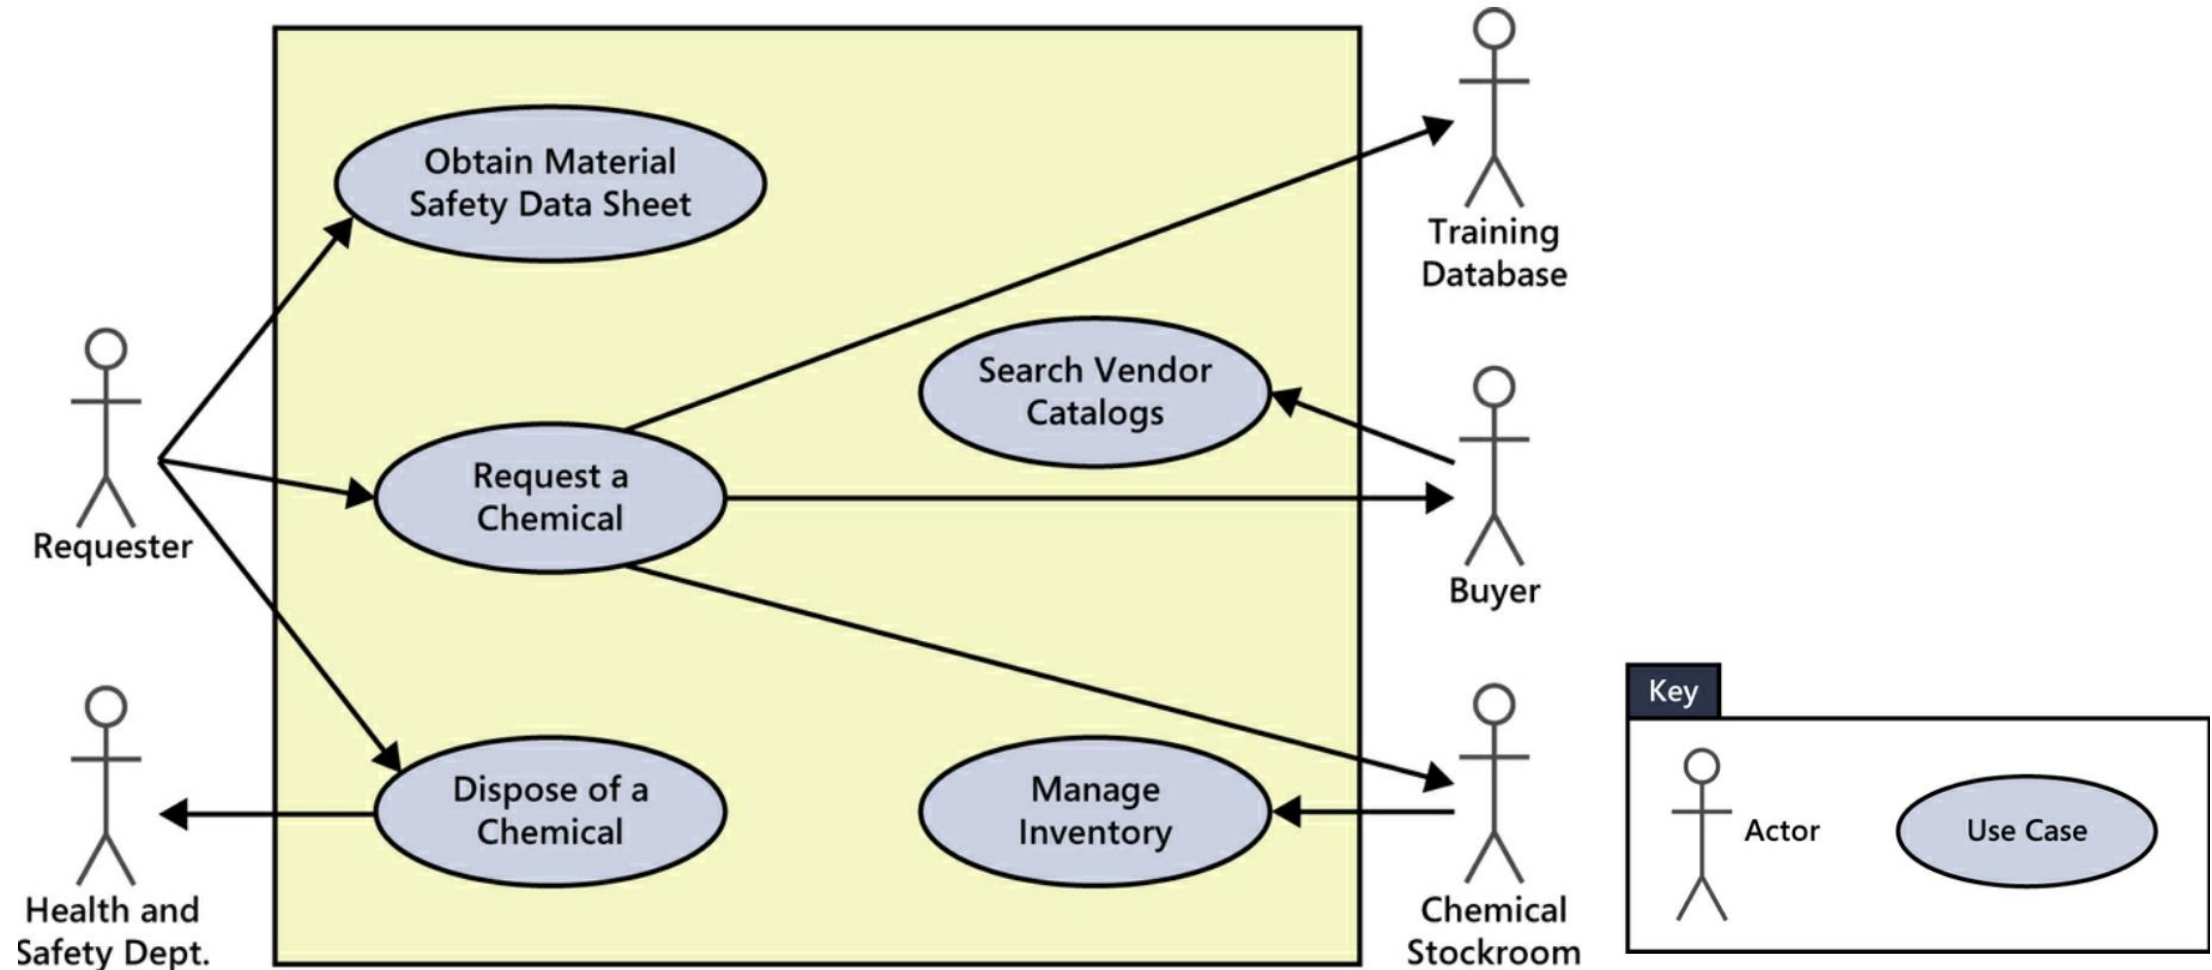 Obtain Material
Safety Data Sheet
Training
Database
Search Vendor
Catalogs
Request a
Chemical
Requester
Buyer
Dispose of a
Chemical
Manage
Inventory
Health and
Safety Dept.
Chemical
Stockroom
Key
Actor
Use Case